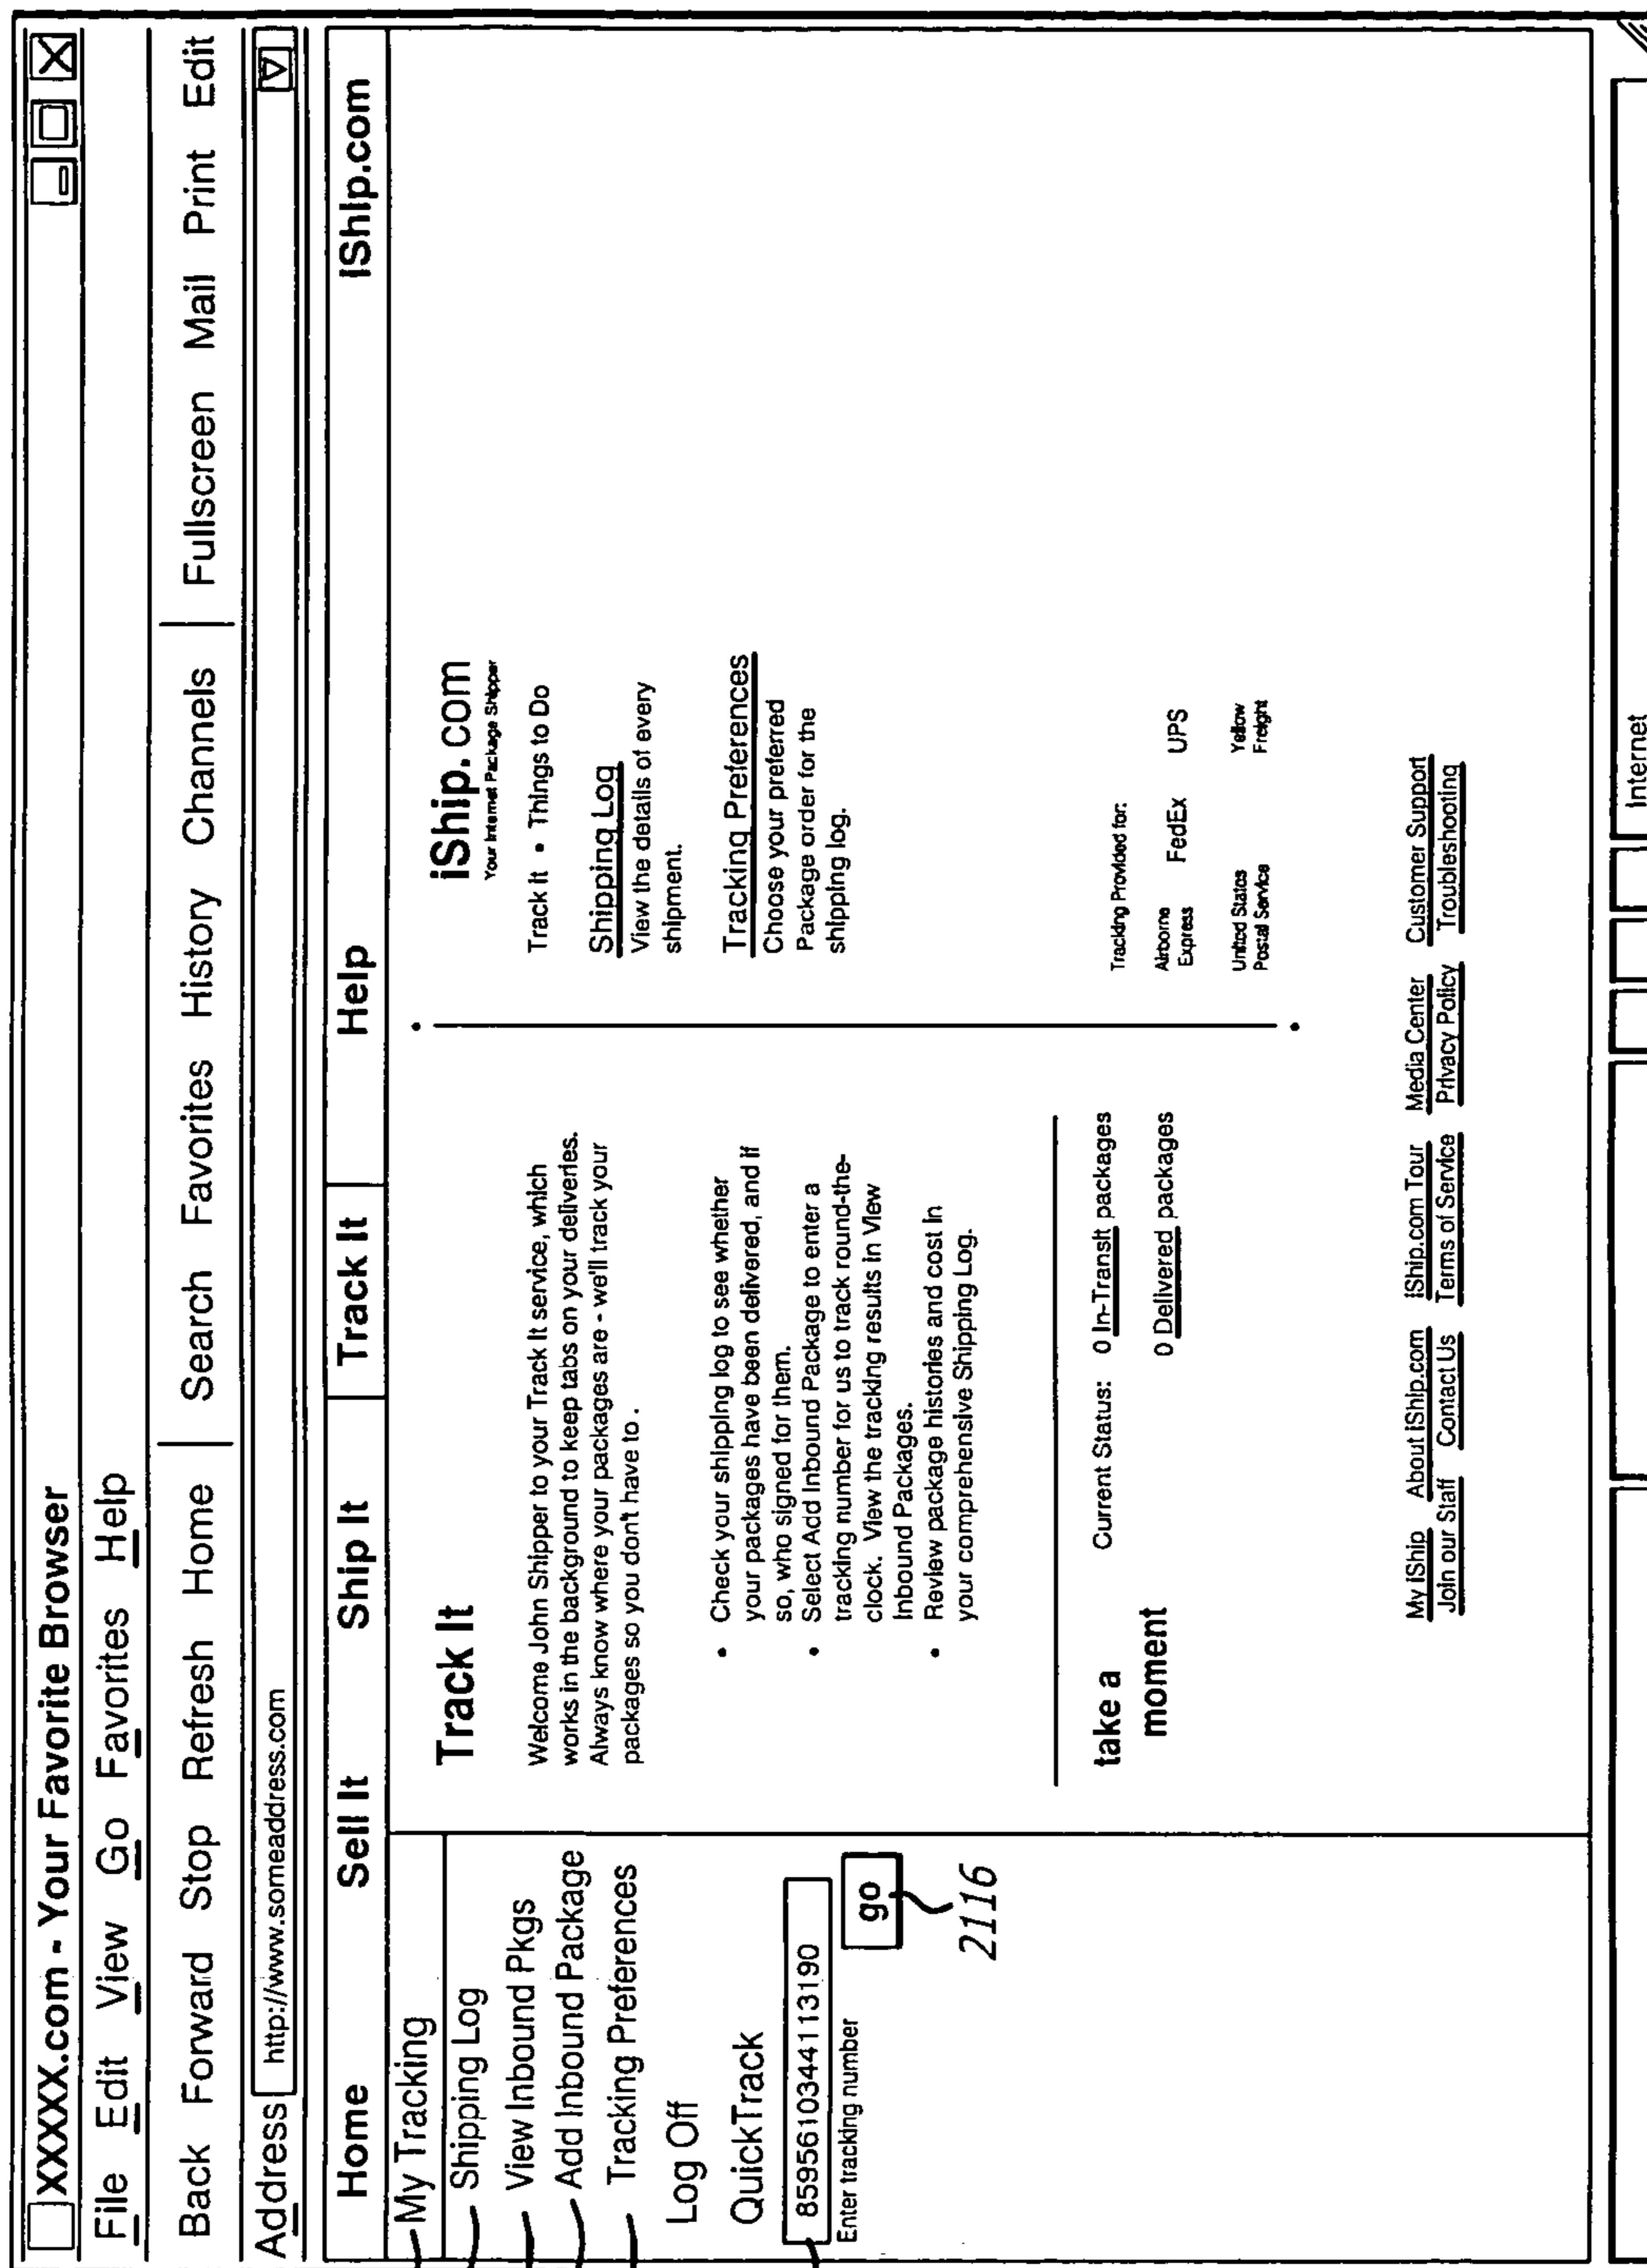 XXXXX.com - Your Favorite Browser
File Edit View Go Favorites Help
Back Forward Stop Refresh Home Search Favorites History Channels Fullscreen Mail Print Edit
Address http://www.someaddress.com
Home Sell It Ship It Track It Help IShIp.com
My Tracking
Shipping Log
View Inbound Pkgs
Add Inbound Package
Tracking Preferences
Log Off
QuickTrack
8595610344113190
Enter tracking number
go
2116
Track It
Welcome John Shipper to your Track It service, which
works in the background to keep tabs on your deliveries.
Always know where your packages are - we'll track your
packages so you don't have to .
• Check your shipping log to see whether
your packages have been delivered, and if
so, who signed for them.
• Select Add Inbound Package to enter a
tracking number for us to track round-the-
clock. View the tracking results in View
Inbound Packages.
• Review package histories and cost in
your comprehensive Shipping Log.
take a
moment
Current Status: 0 In-Transit packages
0 Delivered packages
iShip.com
Your Internet Package Shipper
Track It • Things to Do
Shipping Log
View the details of every
shipment.
Tracking Preferences
Choose your preferred
Package order for the
shipping log.
Tracking Provided for:
Airborne
Express
FedEx
UPS
United States
Postal Service
Yellow
Freight
My iShip About iShip.com iShip.com Tour Media Center Customer Support
Join our Staff Contact Us Terms of Service Privacy Policy Troubleshooting
Internet